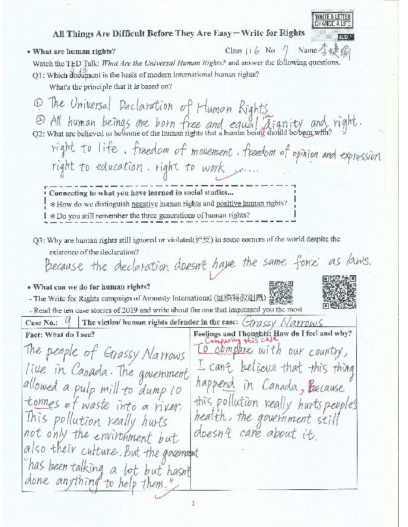 WRITE A LETTER
CHANGE A LIFE
All Things Are Difficult Before They Are Easy – Write for Rights
• What are human rights? Class 116 No 7 Name
Watch the TED Talk: What Are the Universal Human Rights? and answer the following questions.
Q1: Which document is the basis of modern international human rights?
What's the principle that it is based on?
① The Universal Declaration of Human Rights
② All human beings are born free and equal dignity and right.
Q2: What are believed to be some of the human rights that a human being should be born with?
right to life . freedom of movement . freedom of opinion and expression
right to education . right to work ......
Connecting to what you have learned in social studies...
※ How do we distinguish negative human rights and positive human rights?
※ Do you still remember the three generations of human rights?
Q3: Why are human rights still ignored or violated(侵犯) in some corners of the world despite the
existence of the declaration?
Because the declaration doesn't have the same force as laws.
• What can we do for human rights?
- The Write for Rights campaign of Amnesty International (國際特赦組織)
- Read the ten case stories of 2019 and write about the one that impressed you the most
Case No.: 9 The victim/ human rights defender in the case: Grassy Narrows
Fact: What do I see?
The people of Grassy Narrows
live in Canada. The government
allowed a pulp mill to dump 10
tonnes of waste into a river.
This pollution really hurts
not only the environment but
also their culture. But the government
"has been talking a lot but hasn't
done anything to help them."
Feelings and Thoughts: How do I feel and why?
Comparing this case
To compare with our country,
I can't believe that this thing
happend in Canada, Because
this pollution really hurts people's
health, the government still
doesn't care about it.
1